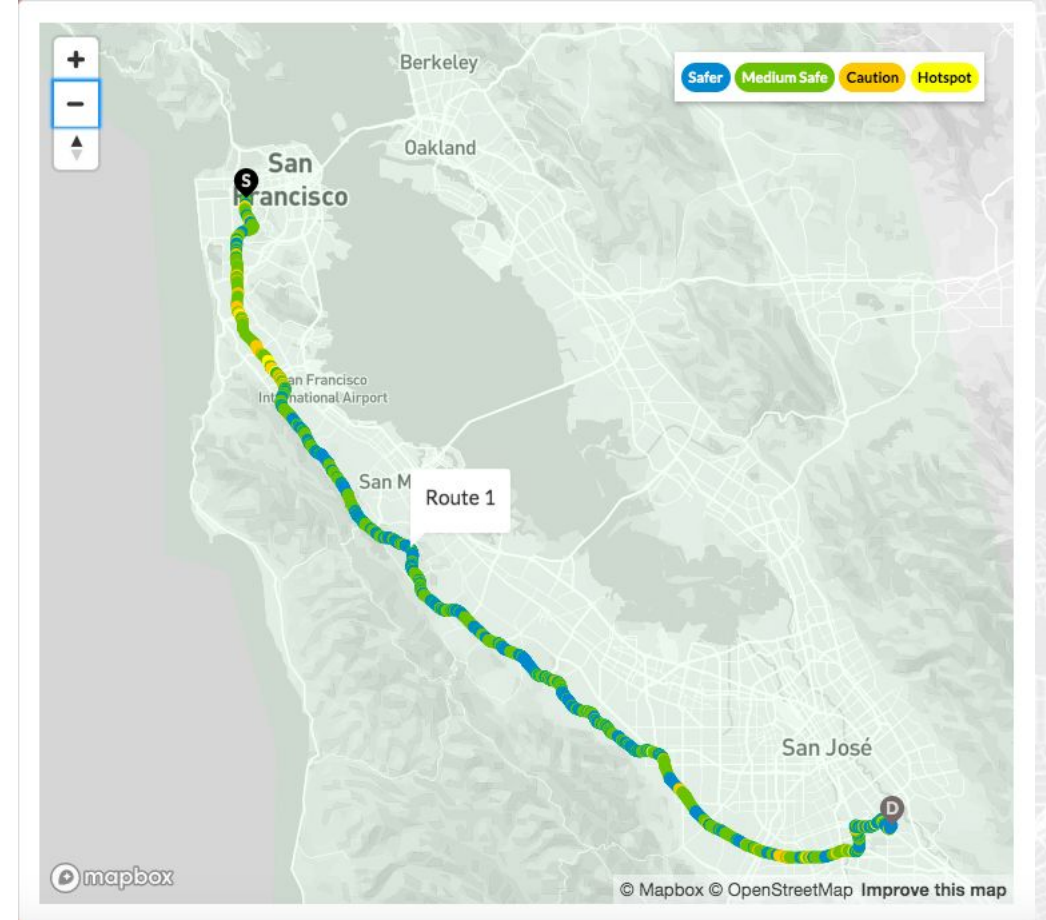 +
Berkeley
Safer Medium Safe Caution Hotspot
−
Oakland
San
Francisco
S
San Francisco
International Airport
San M
Route 1
San José
D
mapbox
© Mapbox © OpenStreetMap Improve this map